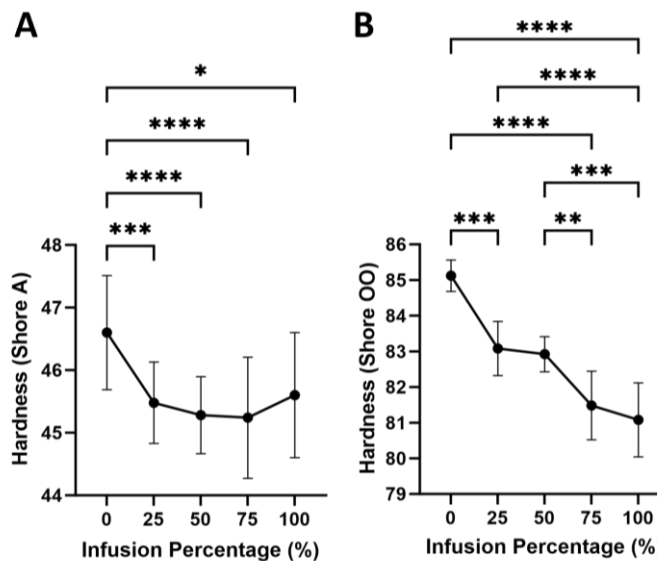 A
*
****
****
***
48
47
46
45
44
Hardness (Shore A)
0 25 50 75 100
Infusion Percentage (%)
B
****
****
****
***
*** **
86
85
84
83
82
81
80
79
Hardness (Shore OO)
0 25 50 75 100
Infusion Percentage (%